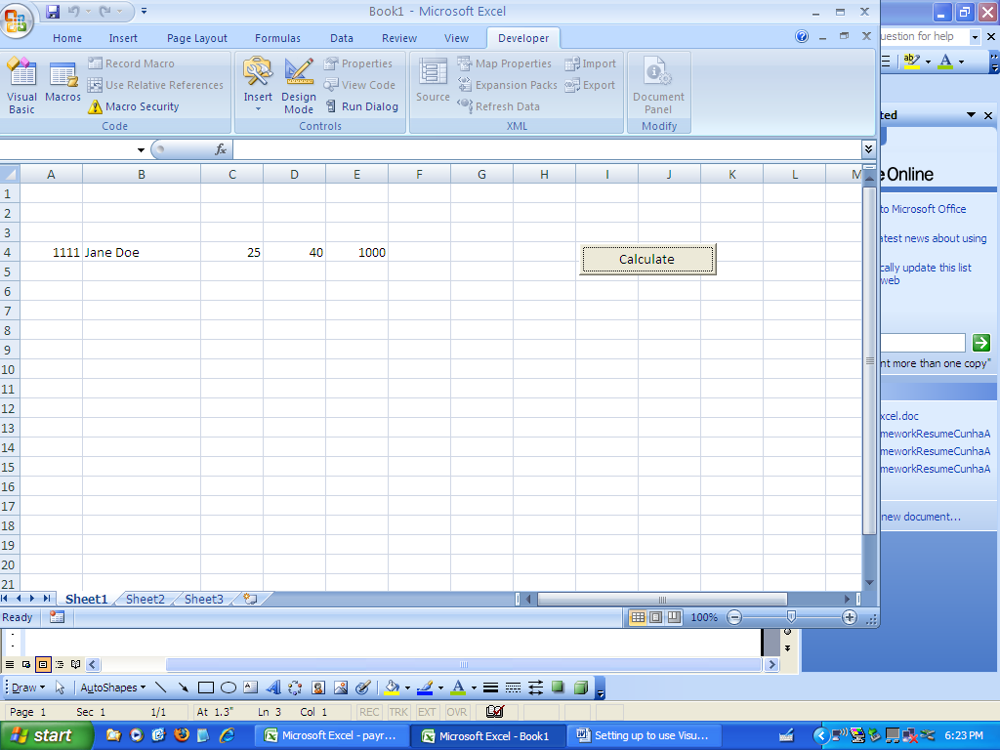 Book1 - Microsoft Excel
Home Insert Page Layout Formulas Data Review View Developer
uestion for help
Visual Basic
Macros
Record Macro
Use Relative References
Macro Security
Code
Insert
Design Mode
Properties
View Code
Run Dialog
Controls
Source
Map Properties
Expansion Packs
Refresh Data
Import
Export
XML
Document Panel
Modify
fx
A B C D E F G H I J K L M
1
2
3
4 1111 Jane Doe 25 40 1000
Calculate
5
6
7
8
9
10
11
12
13
14
15
16
17
18
19
20
21
Sheet1 Sheet2 Sheet3
Ready
100%
ted
e Online
to Microsoft Office
atest news about using
cally update this list
web
nt more than one copy"
xcel.doc
meworkResumeCunhaA
meworkResumeCunhaA
meworkResumeCunhaA
new document...
Draw AutoShapes
Page 1 Sec 1 1/1 At 1.3" Ln 3 Col 1 REC TRK EXT OVR
start
Microsoft Excel - payr...
Microsoft Excel - Book1
Setting up to use Visu...
6:23 PM